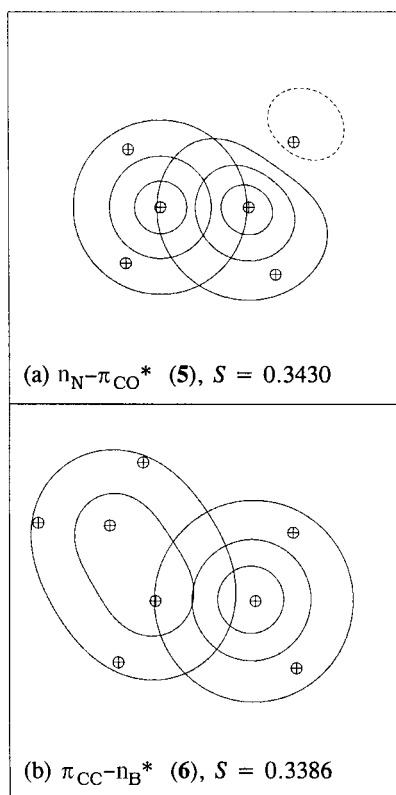 (a) n_N–π_CO* (5), S = 0.3430
(b) π_CC–n_B* (6), S = 0.3386